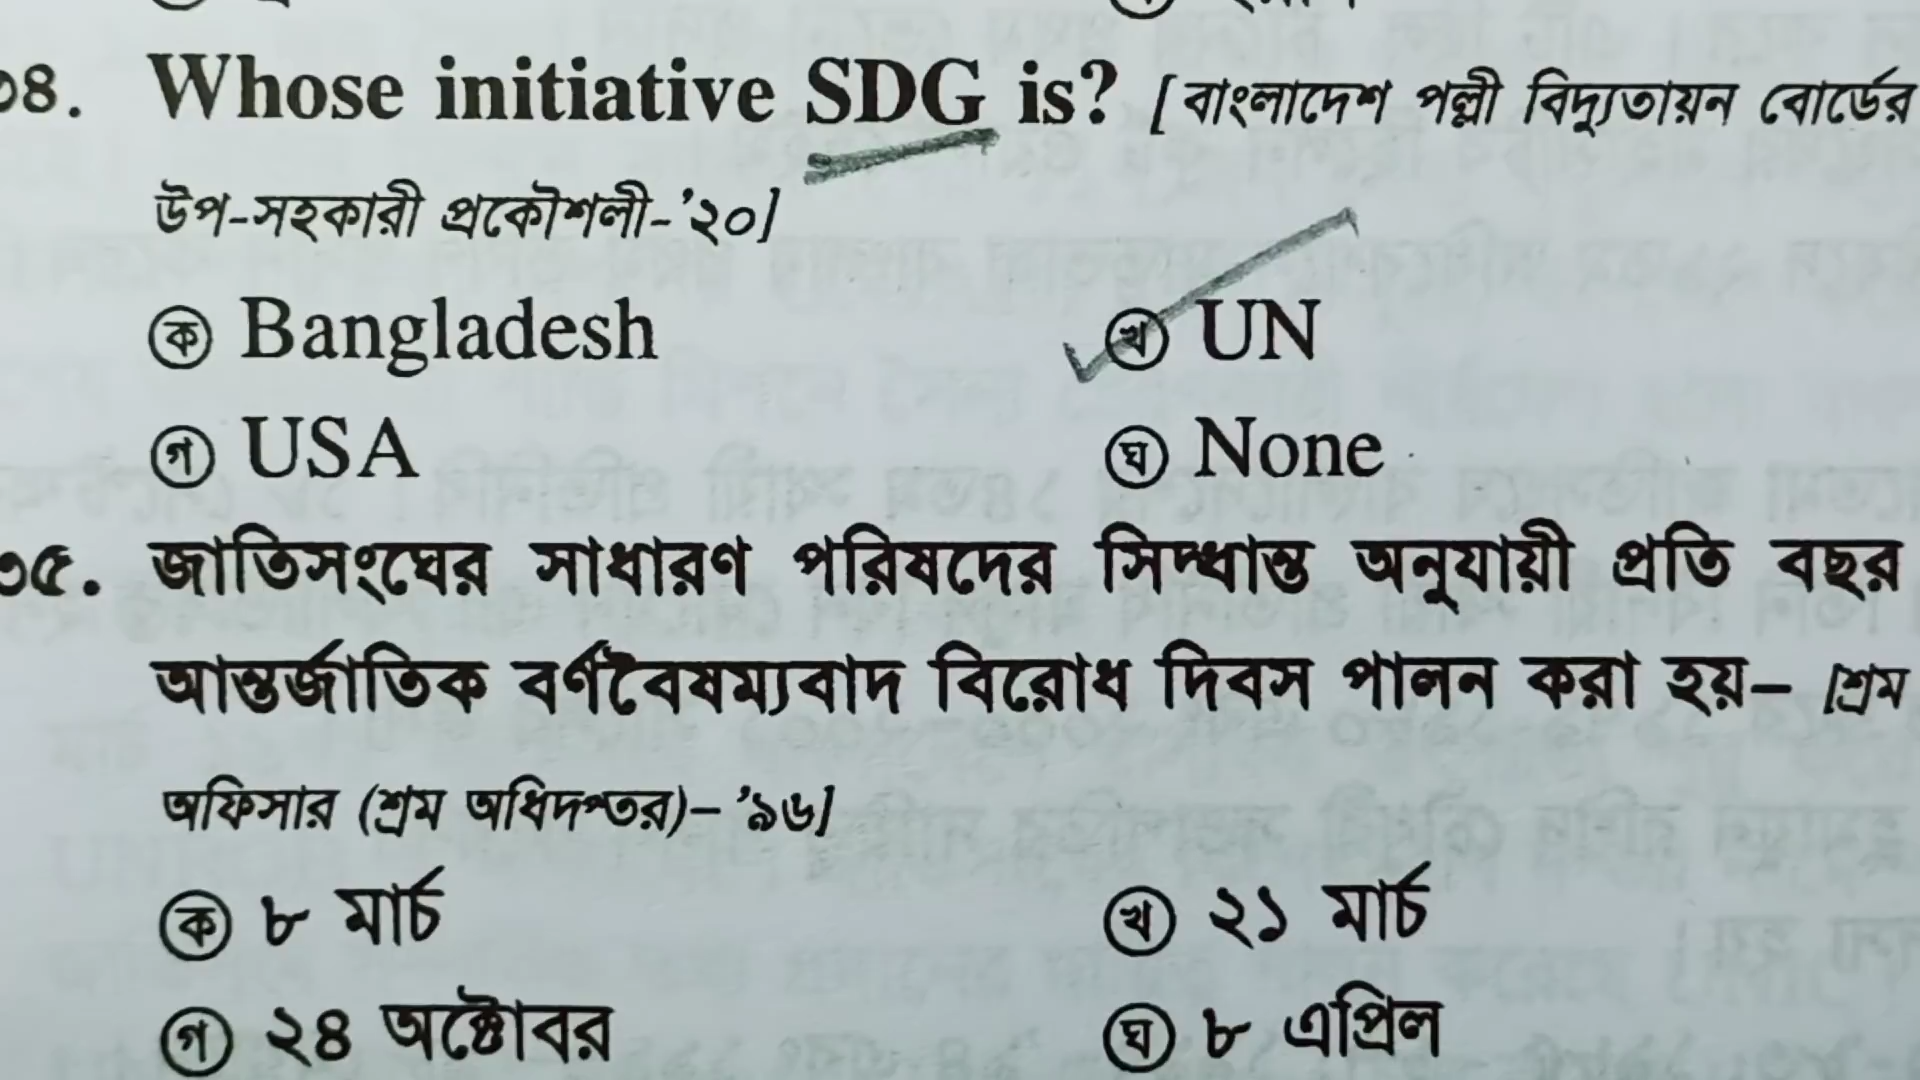 ৩৪. Whose initiative SDG is? [বাংলাদেশ পল্লী বিদ্যুতায়ন বোর্ডের
উপ-সহকারী প্রকৌশলী-'২০]
ক Bangladesh খ UN
গ USA ঘ None
৩৫. জাতিসংঘের সাধারণ পরিষদের সিদ্ধান্ত অনুযায়ী প্রতি বছর
আন্তর্জাতিক বর্ণবৈষম্যবাদ বিরোধ দিবস পালন করা হয়– [শ্রম
অফিসার (শ্রম অধিদপ্তর)– '৯৬]
ক ৮ মার্চ খ ২১ মার্চ
গ ২৪ অক্টোবর ঘ ৮ এপ্রিল